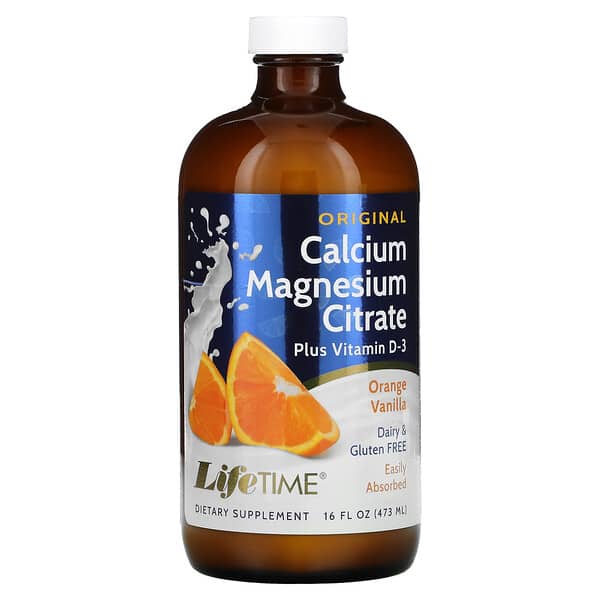 ORIGINAL
Calcium
Magnesium
Citrate
Plus Vitamin D-3
Orange
Vanilla
Dairy &
Gluten FREE
Easily
Absorbed
LifeTIME®
DIETARY SUPPLEMENT 16 FL OZ (473 ML)